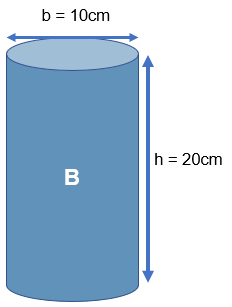 b = 10cm
h = 20cm
B